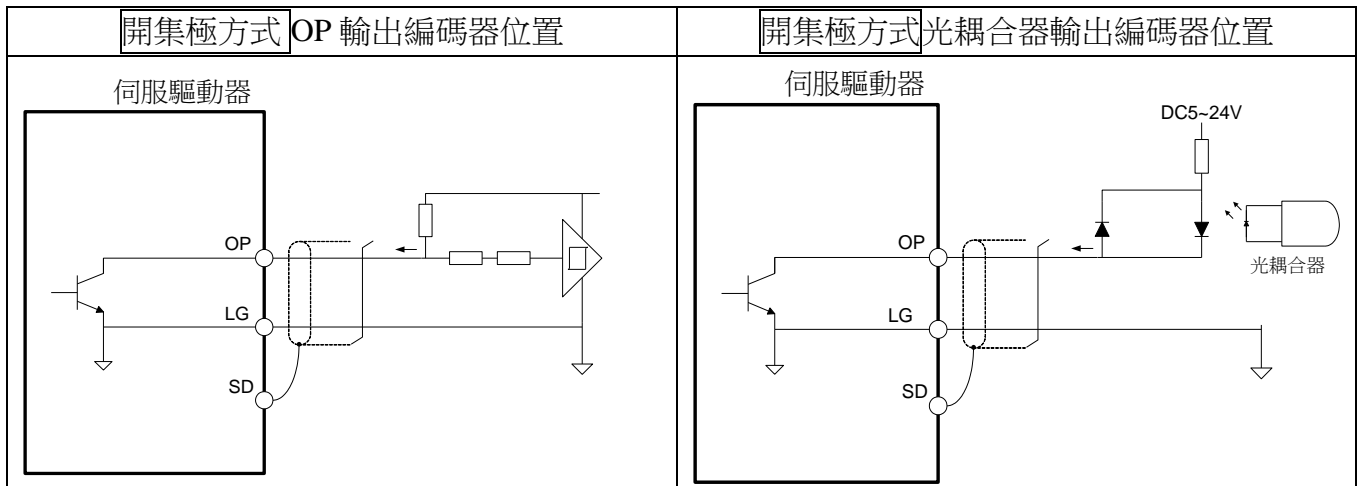 開集極方式 OP 輸出編碼器位置
伺服驅動器
OP
LG
SD
開集極方式光耦合器輸出編碼器位置
伺服驅動器
DC5~24V
光耦合器
OP
LG
SD